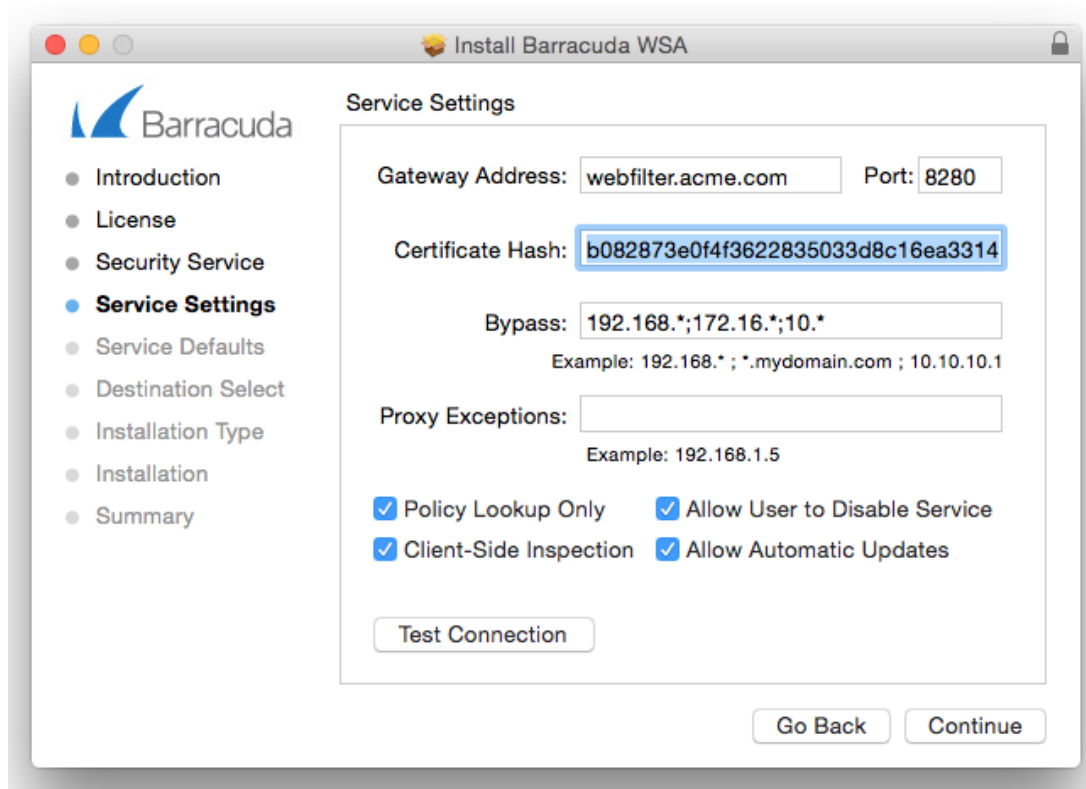 Install Barracuda WSA
Barracuda
Introduction
License
Security Service
Service Settings
Service Defaults
Destination Select
Installation Type
Installation
Summary
Service Settings
Gateway Address: webfilter.acme.com Port: 8280
Certificate Hash: b082873e0f4f3622835033d8c16ea3314
Bypass: 192.168.*;172.16.*;10.*
Example: 192.168.* ; *.mydomain.com ; 10.10.10.1
Proxy Exceptions:
Example: 192.168.1.5
Policy Lookup Only Allow User to Disable Service
Client-Side Inspection Allow Automatic Updates
Test Connection
Go Back Continue